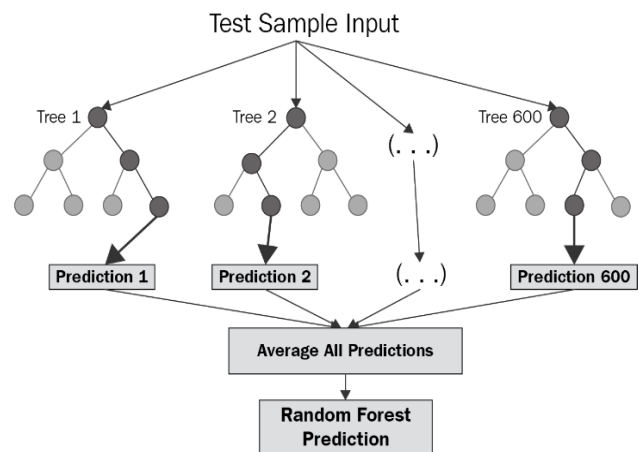 Test Sample Input
Tree 1
Tree 2
Tree 600
(. . .)
Prediction 1
Prediction 2
(. . .)
Prediction 600
Average All Predictions
Random Forest
Prediction